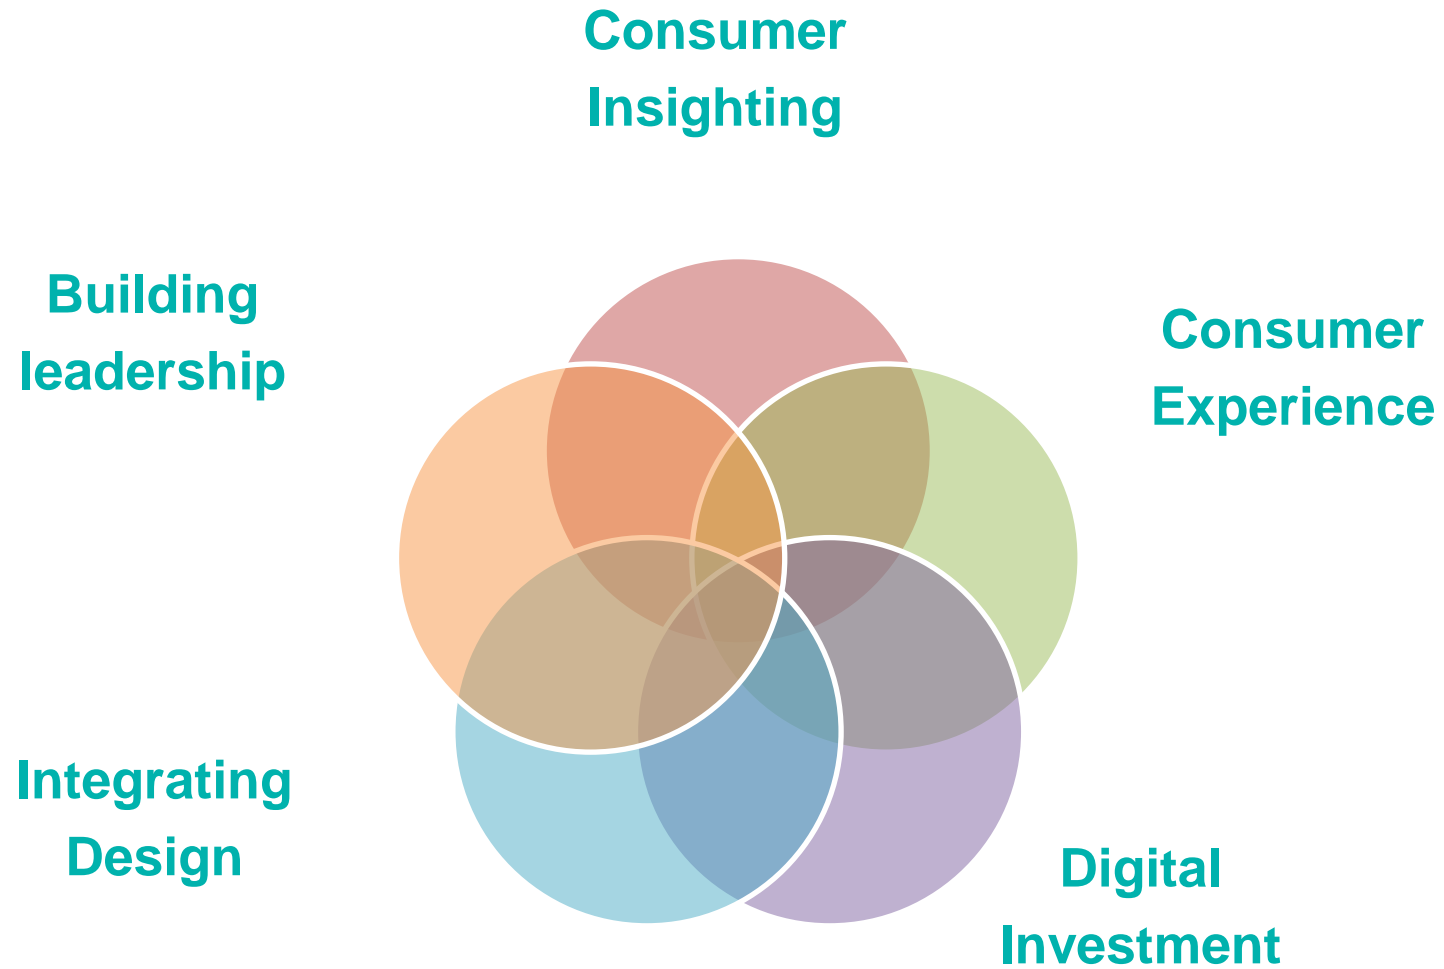 Consumer
Insighting
Building
leadership
Consumer
Experience
Integrating
Design
Digital
Investment